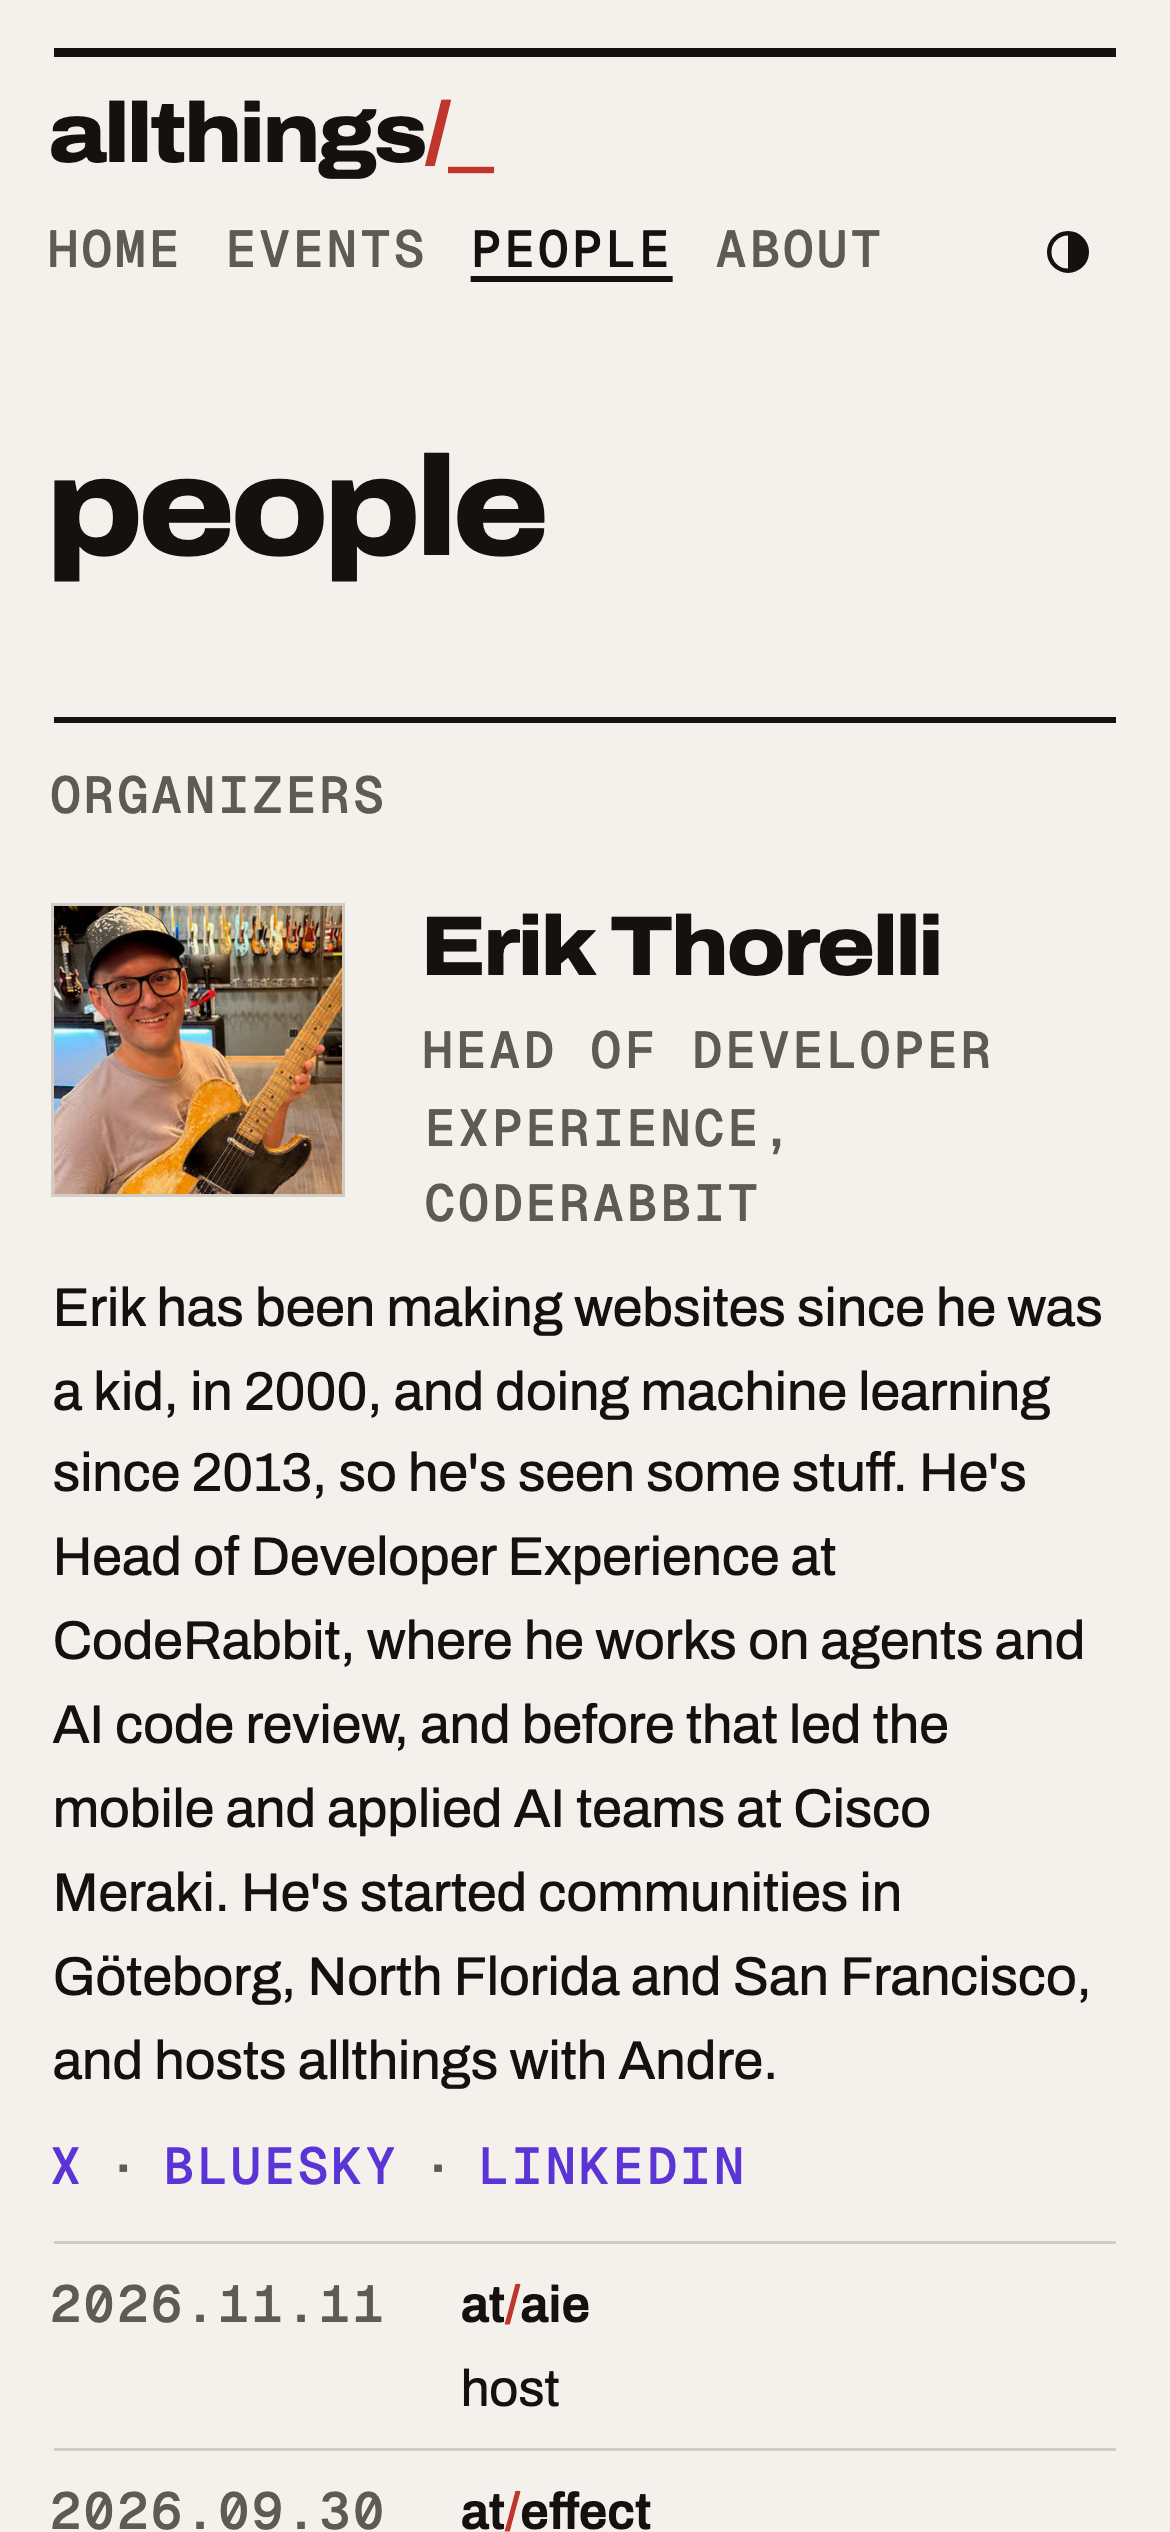 allthings/_
HOME EVENTS PEOPLE ABOUT
people
ORGANIZERS
Erik Thorelli
HEAD OF DEVELOPER
EXPERIENCE,
CODERABBIT
Erik has been making websites since he was
a kid, in 2000, and doing machine learning
since 2013, so he's seen some stuff. He's
Head of Developer Experience at
CodeRabbit, where he works on agents and
AI code review, and before that led the
mobile and applied AI teams at Cisco
Meraki. He's started communities in
Göteborg, North Florida and San Francisco,
and hosts allthings with Andre.
X · BLUESKY · LINKEDIN
2026.11.11 at/aie
host
2026.09.30 at/effect